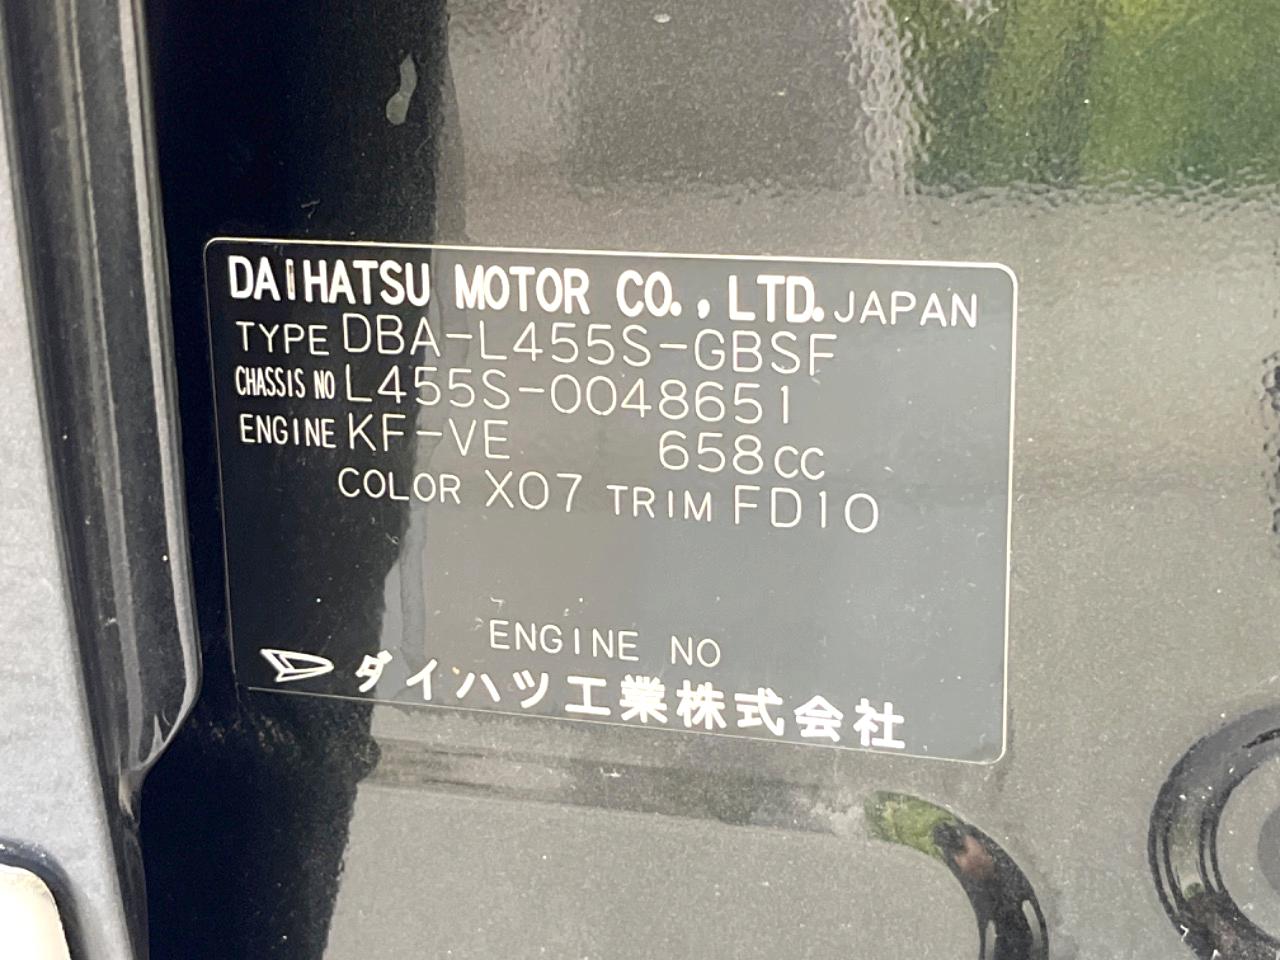 DAIHATSU MOTOR CO.,LTD. JAPAN
TYPE DBA-L455S-GBSF
CHASSIS NO L455S-0048651
ENGINE KF-VE 658cc
COLOR X07 TRIM FD10
ENGINE NO
ダイハツ工業株式会社